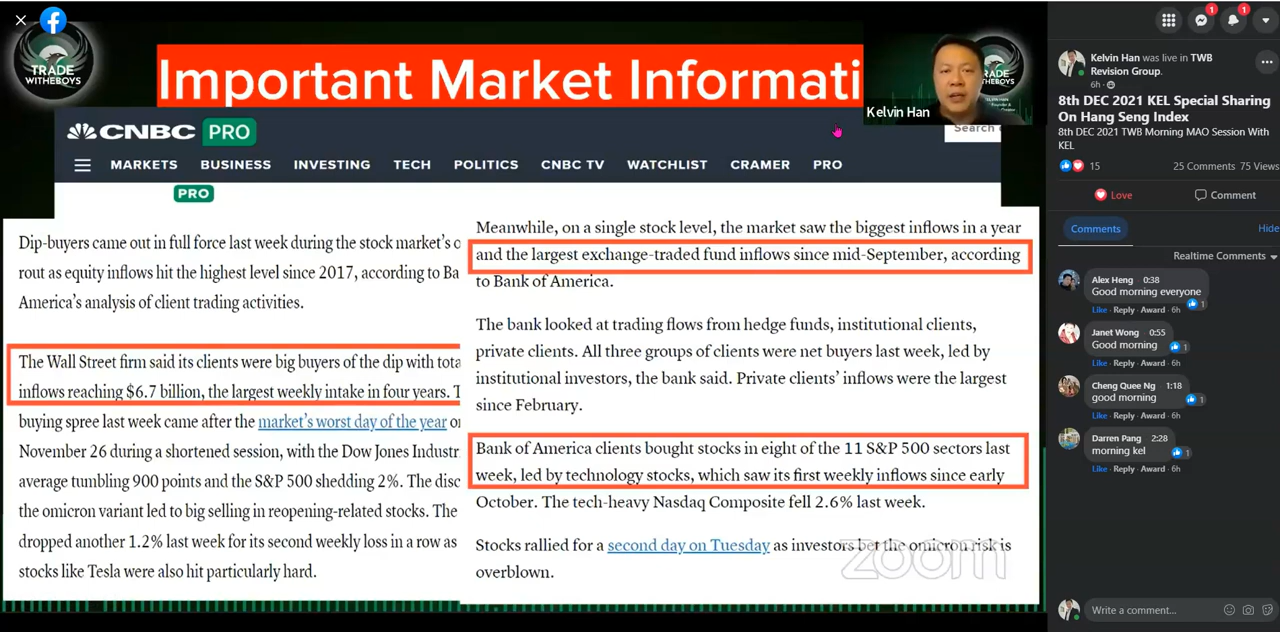 TRADE
WITHEBOYS
Important Market Informati
Kelvin Han
CNBC PRO
Search
MARKETS BUSINESS INVESTING TECH POLITICS CNBC TV WATCHLIST CRAMER PRO
PRO
Dip-buyers came out in full force last week during the stock market's o
rout as equity inflows hit the highest level since 2017, according to Ba
America's analysis of client trading activities.
The Wall Street firm said its clients were big buyers of the dip with tota
inflows reaching $6.7 billion, the largest weekly intake in four years. T
buying spree last week came after the market's worst day of the year o
November 26 during a shortened session, with the Dow Jones Industr
average tumbling 900 points and the S&P 500 shedding 2%. The disc
the omicron variant led to big selling in reopening-related stocks. The
dropped another 1.2% last week for its second weekly loss in a row as
stocks like Tesla were also hit particularly hard.
Meanwhile, on a single stock level, the market saw the biggest inflows in a year
and the largest exchange-traded fund inflows since mid-September, according
to Bank of America.
The bank looked at trading flows from hedge funds, institutional clients,
private clients. All three groups of clients were net buyers last week, led by
institutional investors, the bank said. Private clients' inflows were the largest
since February.
Bank of America clients bought stocks in eight of the 11 S&P 500 sectors last
week, led by technology stocks, which saw its first weekly inflows since early
October. The tech-heavy Nasdaq Composite fell 2.6% last week.
Stocks rallied for a second day on Tuesday as investors bet the omicron risk is
overblown.
zoom
1
1
Kelvin Han was live in TWB
Revision Group.
6h
8th DEC 2021 KEL Special Sharing
On Hang Seng Index
8th DEC 2021 TWB Morning MAO Session With
KEL
15 25 Comments 75 Views
Love Comment
Comments Hide
Realtime Comments
Alex Heng 0:38
Good morning everyone
1
Like · Reply · Award · 6h
Janet Wong 0:55
Good morning
1
Like · Reply · Award · 6h
Cheng Quee Ng 1:18
good morning
1
Like · Reply · Award · 6h
Darren Pang 2:28
morning kel
1
Like · Reply · Award · 6h
Write a comment...